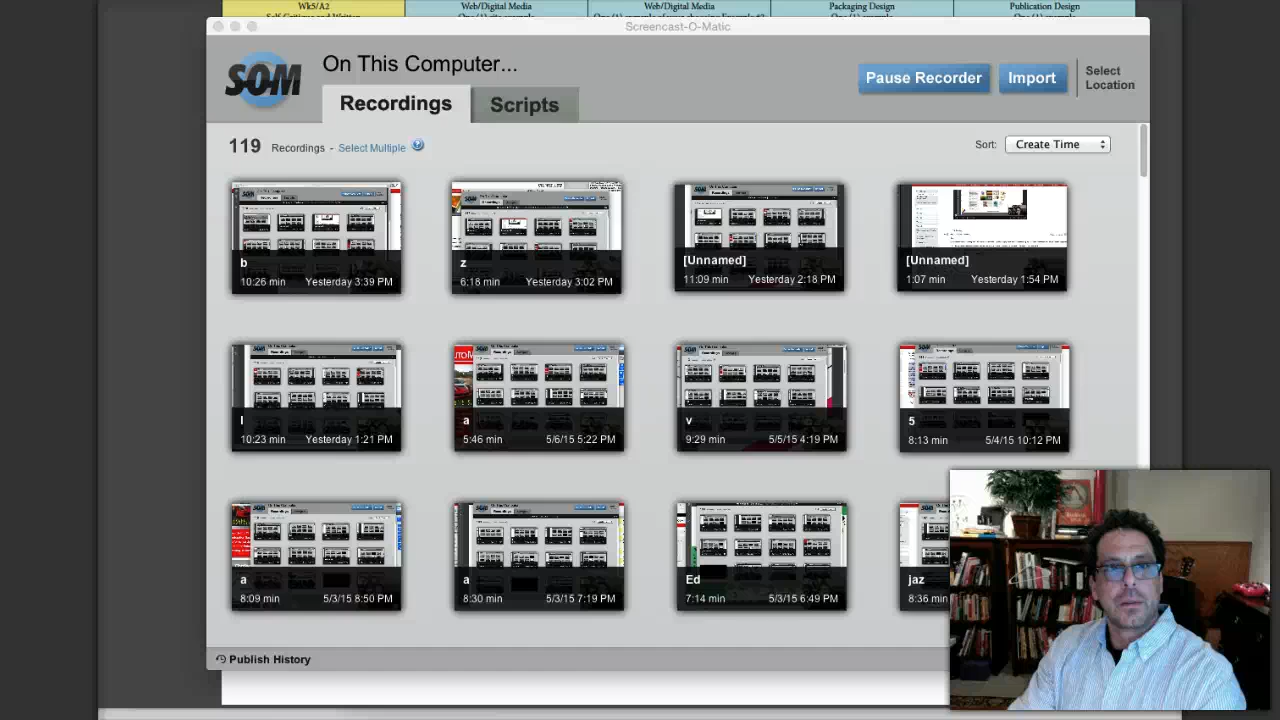 Wk5/A2
Web/Digital Media
Web/Digital Media
Packaging Design
Publication Design
Screencast-O-Matic
SOM
On This Computer...
Pause Recorder
Import
Select
Location
Recordings
Scripts
119 Recordings - Select Multiple ?
Sort: Create Time
b
10:26 min Yesterday 3:39 PM
z
6:18 min Yesterday 3:02 PM
[Unnamed]
11:09 min Yesterday 2:18 PM
[Unnamed]
1:07 min Yesterday 1:54 PM
l
10:23 min Yesterday 1:21 PM
a
5:46 min 5/6/15 5:22 PM
v
9:29 min 5/5/15 4:19 PM
5
8:13 min 5/4/15 10:12 PM
a
8:09 min 5/3/15 8:50 PM
a
8:30 min 5/3/15 7:19 PM
Ed
7:14 min 5/3/15 6:49 PM
jaz
8:36 min
Publish History